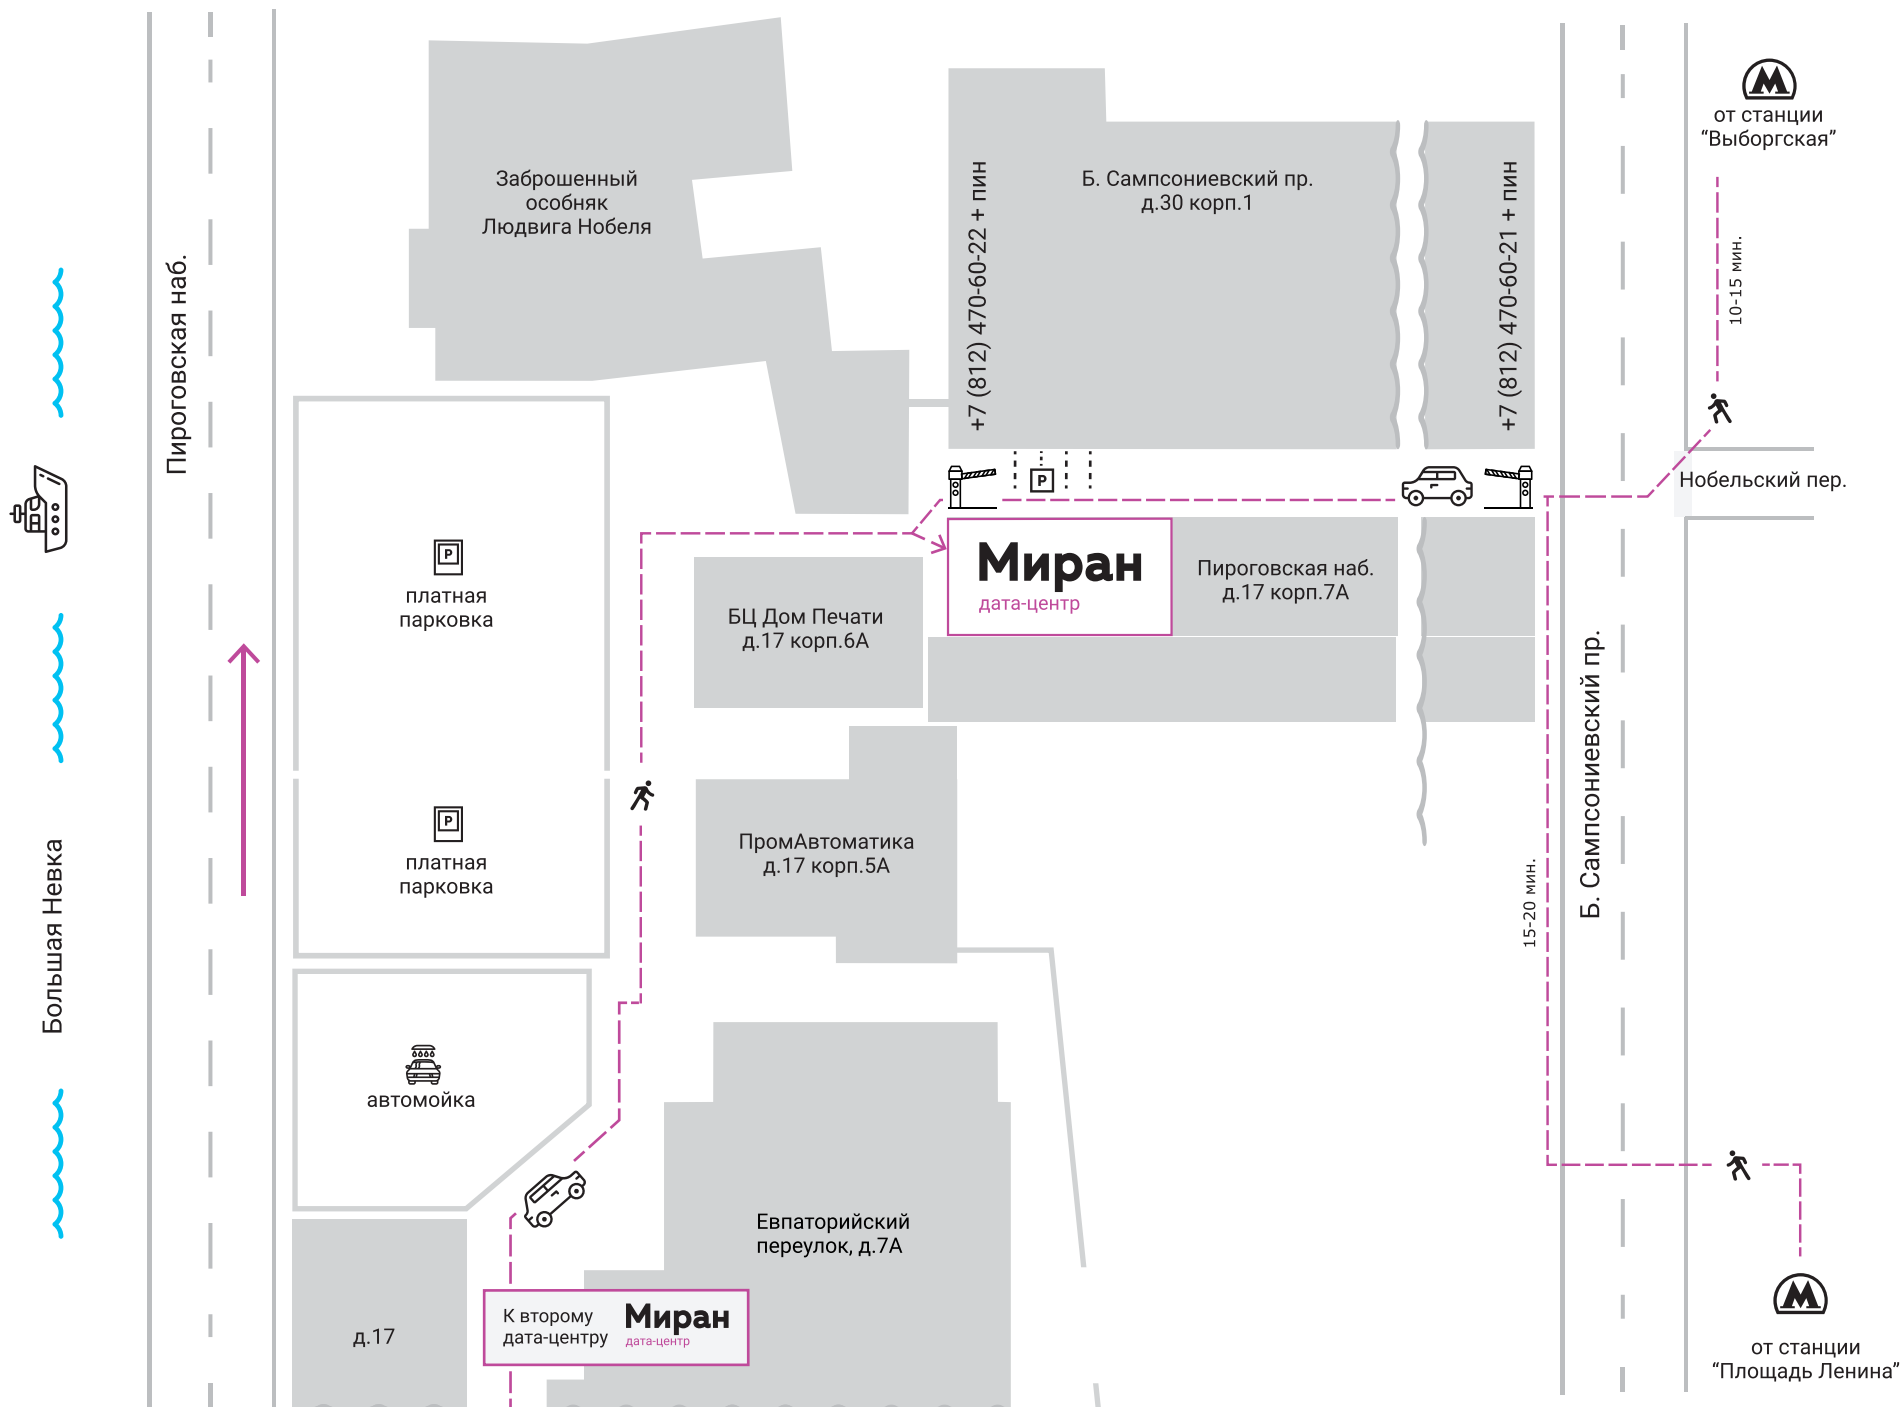 от станции
“Выборгская”
10-15 мин.
Заброшенный
особняк
Людвига Нобеля
+7 (812) 470-60-22 + пин
Б. Сампсониевский пр.
д.30 корп.1
+7 (812) 470-60-21 + пин
Пироговская наб.
P
Нобельский пер.
P
платная
парковка
Миран
дата-центр
Пироговская наб.
д.17 корп.7А
БЦ Дом Печати
д.17 корп.6А
Б. Сампсониевский пр.
P
платная
парковка
ПромАвтоматика
д.17 корп.5А
15-20 мин.
Большая Невка
автомойка
Евпаторийский
переулок, д.7А
К второму
дата-центру
Миран
дата-центр
д.17
от станции
“Площадь Ленина”